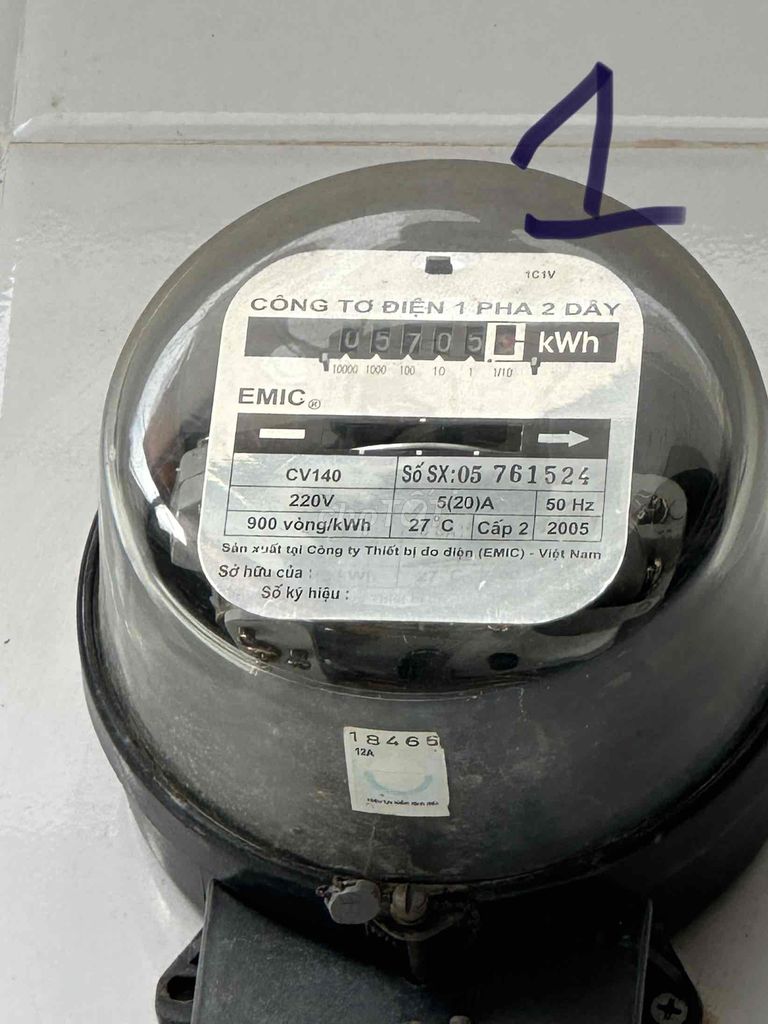 1
1C1V
CÔNG TƠ ĐIỆN 1 PHA 2 DÂY
0 5 7 0 5 kWh
10000 1000 100 10 1 1/10
EMIC®
CV140 Số SX: 05 761524
220V 5(20)A 50 Hz
900 vòng/kWh 27°C Cấp 2 2005
Sản xuất tại Công ty Thiết bị đo điện (EMIC) - Việt Nam
Sở hữu của :
Số ký hiệu :
18465
12A